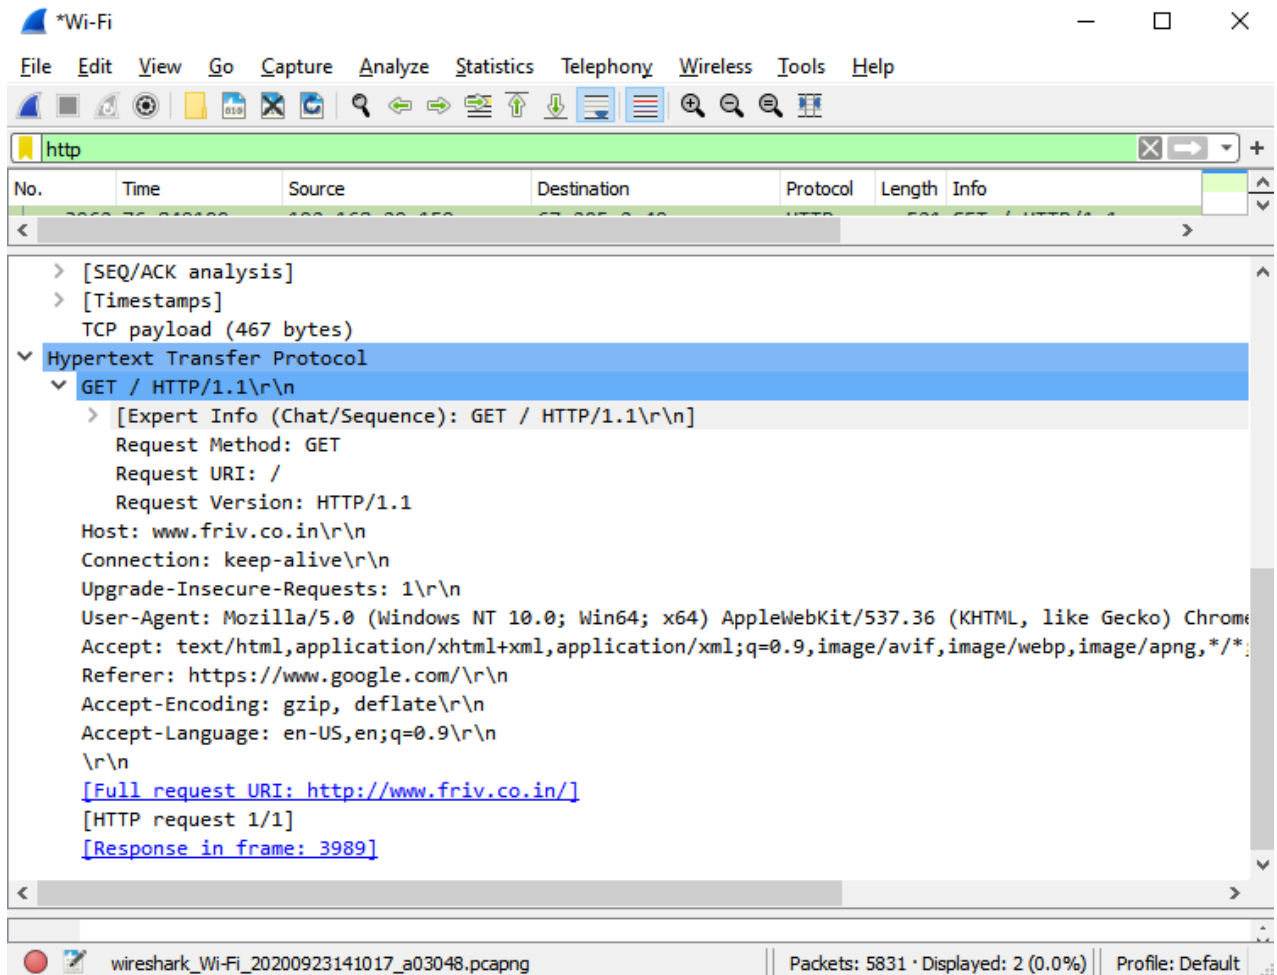 *Wi-Fi
File Edit View Go Capture Analyze Statistics Telephony Wireless Tools Help
http
No. Time Source Destination Protocol Length Info
[SEQ/ACK analysis]
[Timestamps]
TCP payload (467 bytes)
Hypertext Transfer Protocol
GET / HTTP/1.1\r\n
[Expert Info (Chat/Sequence): GET / HTTP/1.1\r\n]
Request Method: GET
Request URI: /
Request Version: HTTP/1.1
Host: www.friv.co.in\r\n
Connection: keep-alive\r\n
Upgrade-Insecure-Requests: 1\r\n
User-Agent: Mozilla/5.0 (Windows NT 10.0; Win64; x64) AppleWebKit/537.36 (KHTML, like Gecko) Chrome
Accept: text/html,application/xhtml+xml,application/xml;q=0.9,image/avif,image/webp,image/apng,*/*;
Referer: https://www.google.com/\r\n
Accept-Encoding: gzip, deflate\r\n
Accept-Language: en-US,en;q=0.9\r\n
\r\n
[Full request URI: http://www.friv.co.in/]
[HTTP request 1/1]
[Response in frame: 3989]
wireshark_Wi-Fi_20200923141017_a03048.pcapng Packets: 5831 · Displayed: 2 (0.0%) Profile: Default